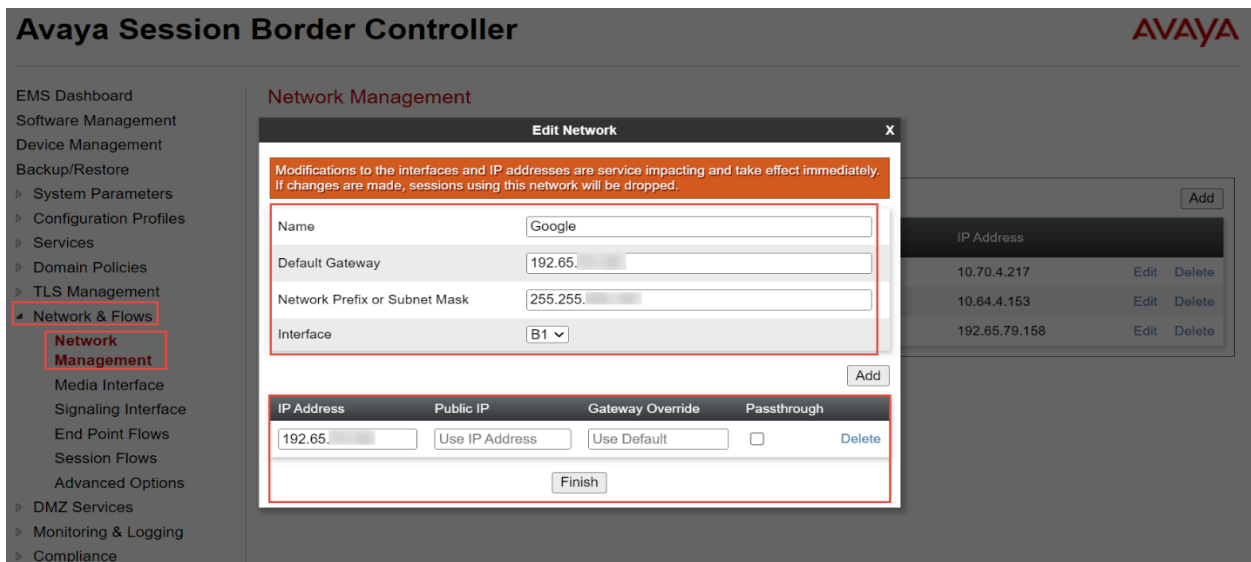 Avaya Session Border Controller
AVAYA
EMS Dashboard
Software Management
Device Management
Backup/Restore
System Parameters
Configuration Profiles
Services
Domain Policies
TLS Management
Network & Flows
Network
Management
Media Interface
Signaling Interface
End Point Flows
Session Flows
Advanced Options
DMZ Services
Monitoring & Logging
Compliance
Network Management
Edit Network X
Modifications to the interfaces and IP addresses are service impacting and take effect immediately.
If changes are made, sessions using this network will be dropped.
Name Google
Default Gateway 192.65.
Network Prefix or Subnet Mask 255.255.
Interface B1
Add
IP Address Public IP Gateway Override Passthrough
192.65. Use IP Address Use Default Delete
Finish
Add
IP Address
10.70.4.217 Edit Delete
10.64.4.153 Edit Delete
192.65.79.158 Edit Delete